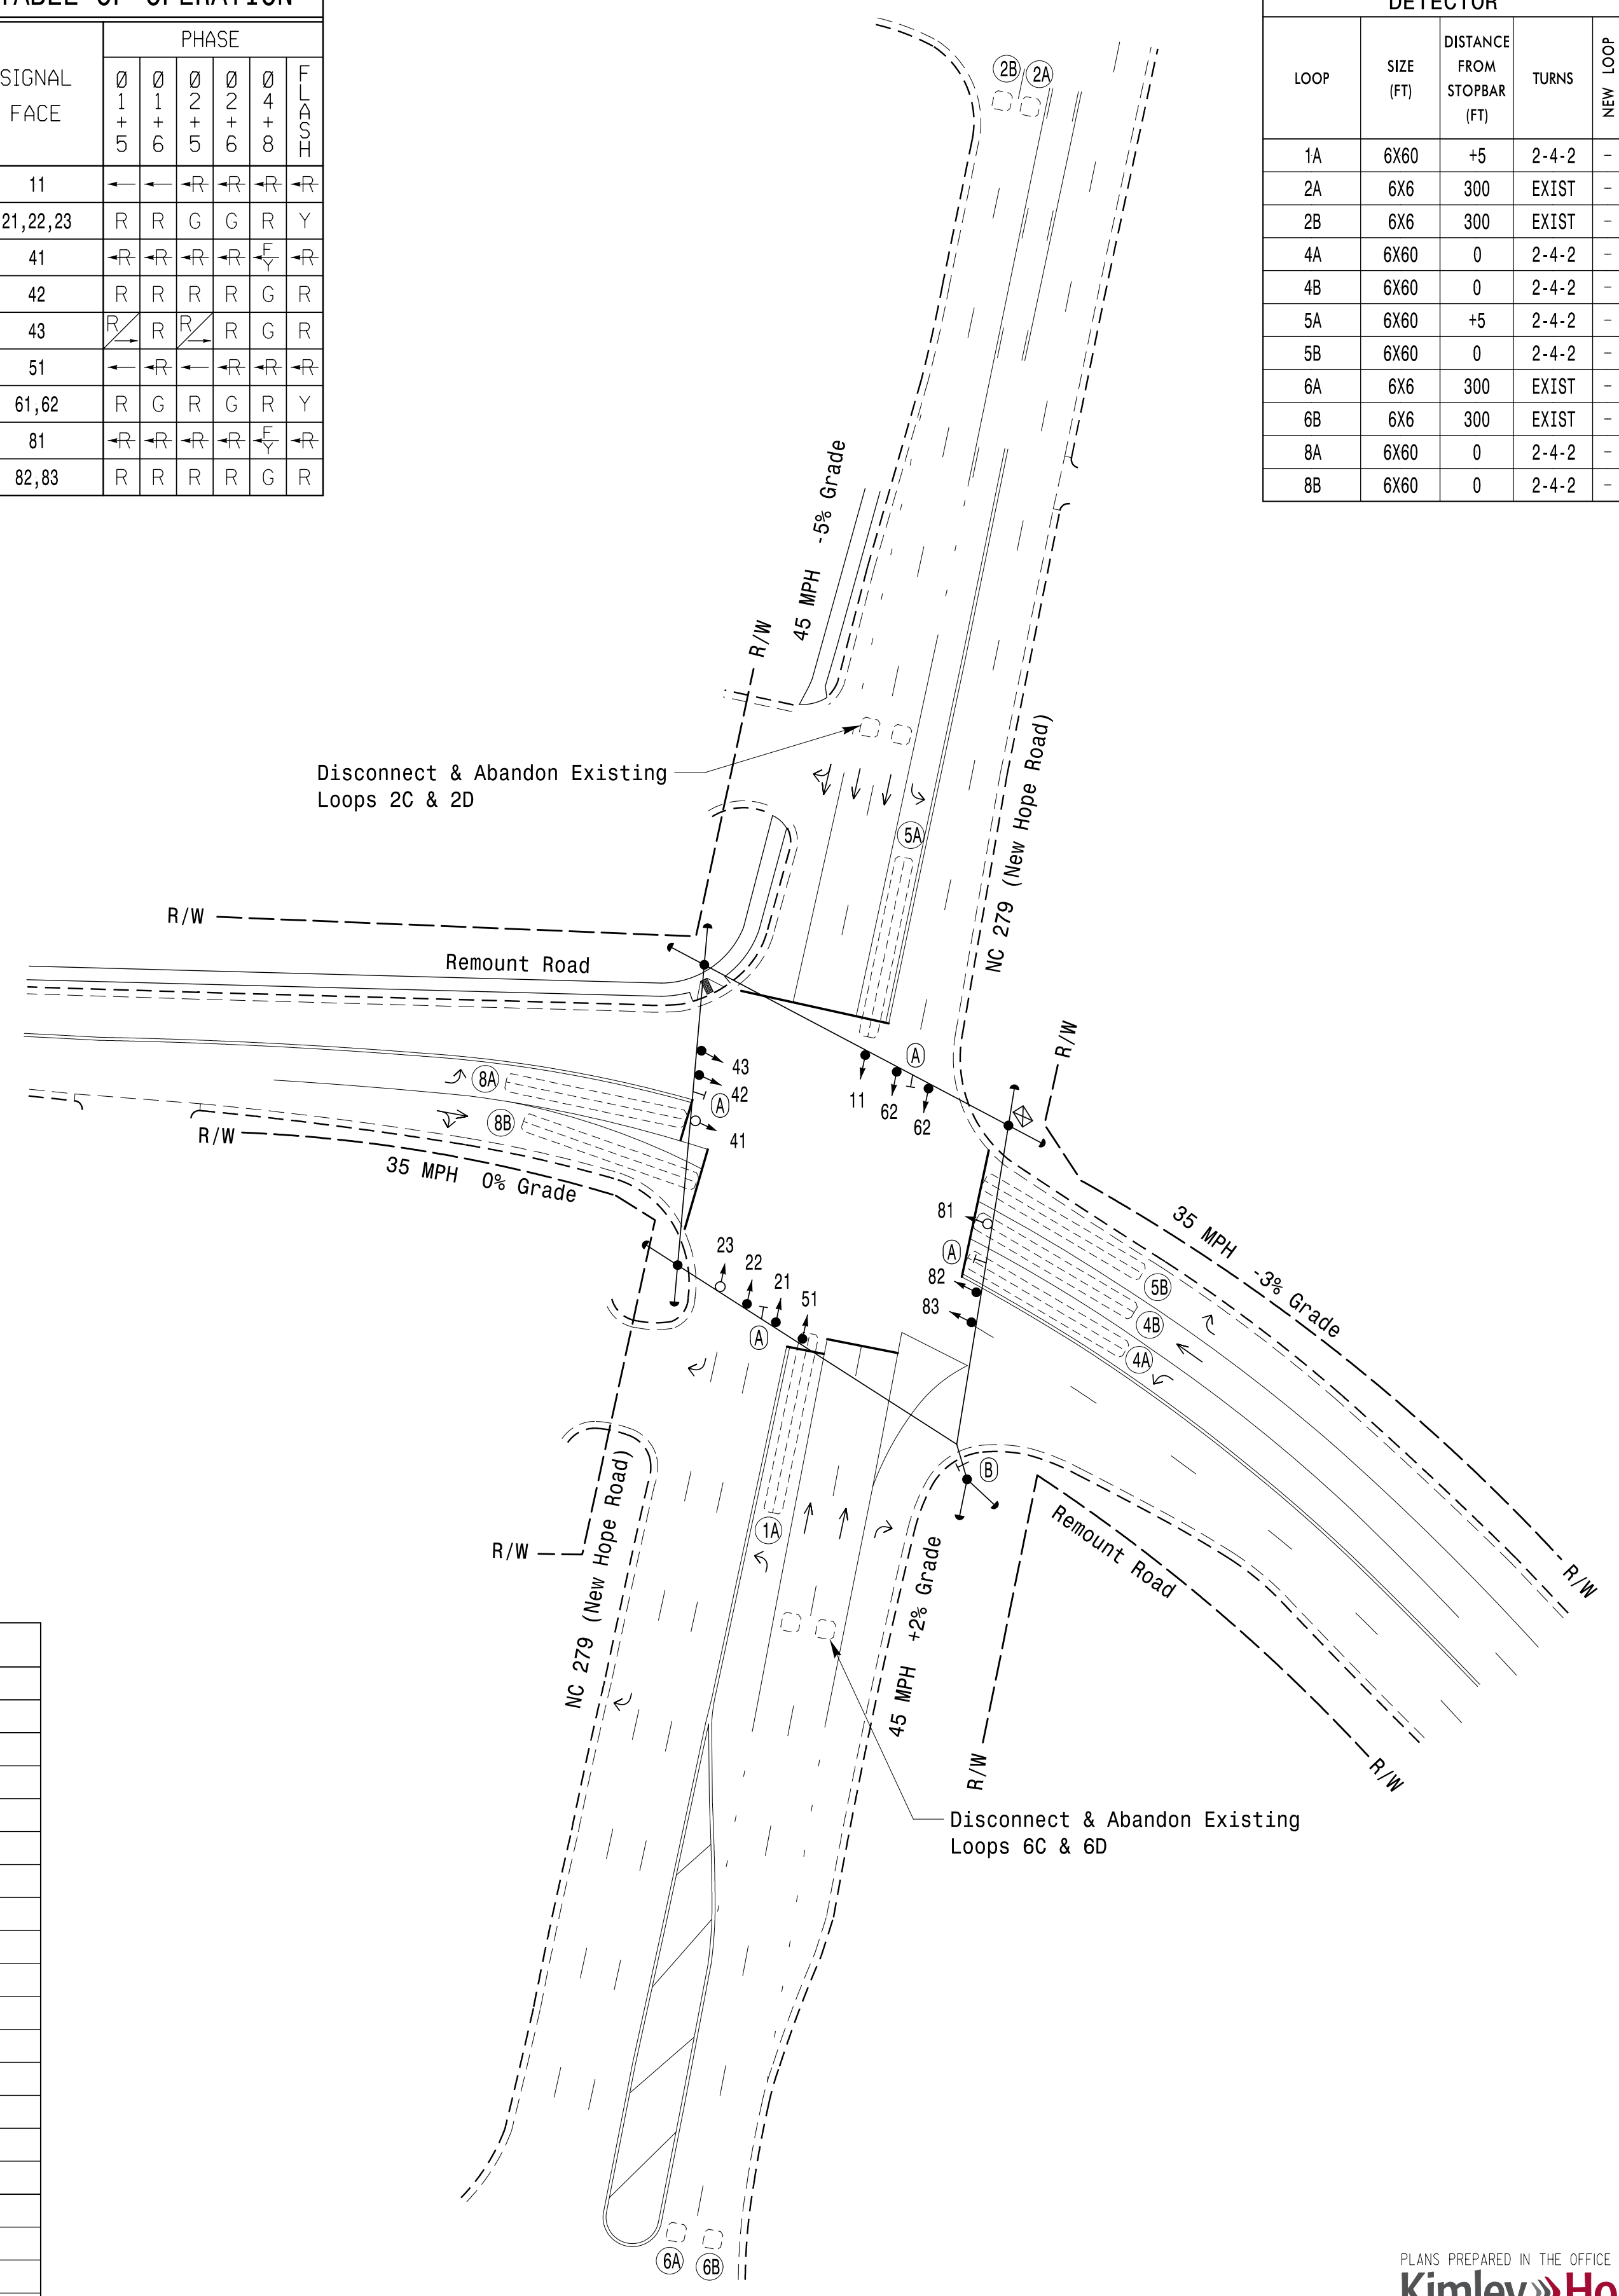 TABLE OF OPERATION
PHASE
SIGNAL FACE
Ø1+5 Ø1+6 Ø2+5 Ø2+6 Ø4+8 FLASH
11 R R R R
21,22,23 R R G G R Y
41 R R R R F Y R
42 R R R R G R
43 R R R R G R
51 R R R R
61,62 R G R G R Y
81 R R R R F Y R
82,83 R R R R G R
DETECTOR
LOOP SIZE (FT) DISTANCE FROM STOPBAR (FT) TURNS NEW LOOP
1A 6X60 +5 2-4-2 -
2A 6X6 300 EXIST -
2B 6X6 300 EXIST -
4A 6X60 0 2-4-2 -
4B 6X60 0 2-4-2 -
5A 6X60 +5 2-4-2 -
5B 6X60 0 2-4-2 -
6A 6X6 300 EXIST -
6B 6X6 300 EXIST -
8A 6X60 0 2-4-2 -
8B 6X60 0 2-4-2 -
2B 2A
45 MPH -5% Grade
R/W
Disconnect & Abandon Existing
Loops 2C & 2D
5A
NC 279 (New Hope Road)
R/W
Remount Road
R/W
43
42
A
41
8A
8B
R/W
35 MPH 0% Grade
A
11
62
62
81
A
82
83
35 MPH -3% Grade
5B
4B
4A
23
22
21
51
A
B
R/W
NC 279 (New Hope Road)
1A
45 MPH +2% Grade
Remount Road
R/W
R/W
R/W
Disconnect & Abandon Existing
Loops 6C & 6D
6A 6B
PLANS PREPARED IN THE OFFICE
Kimley»Ho